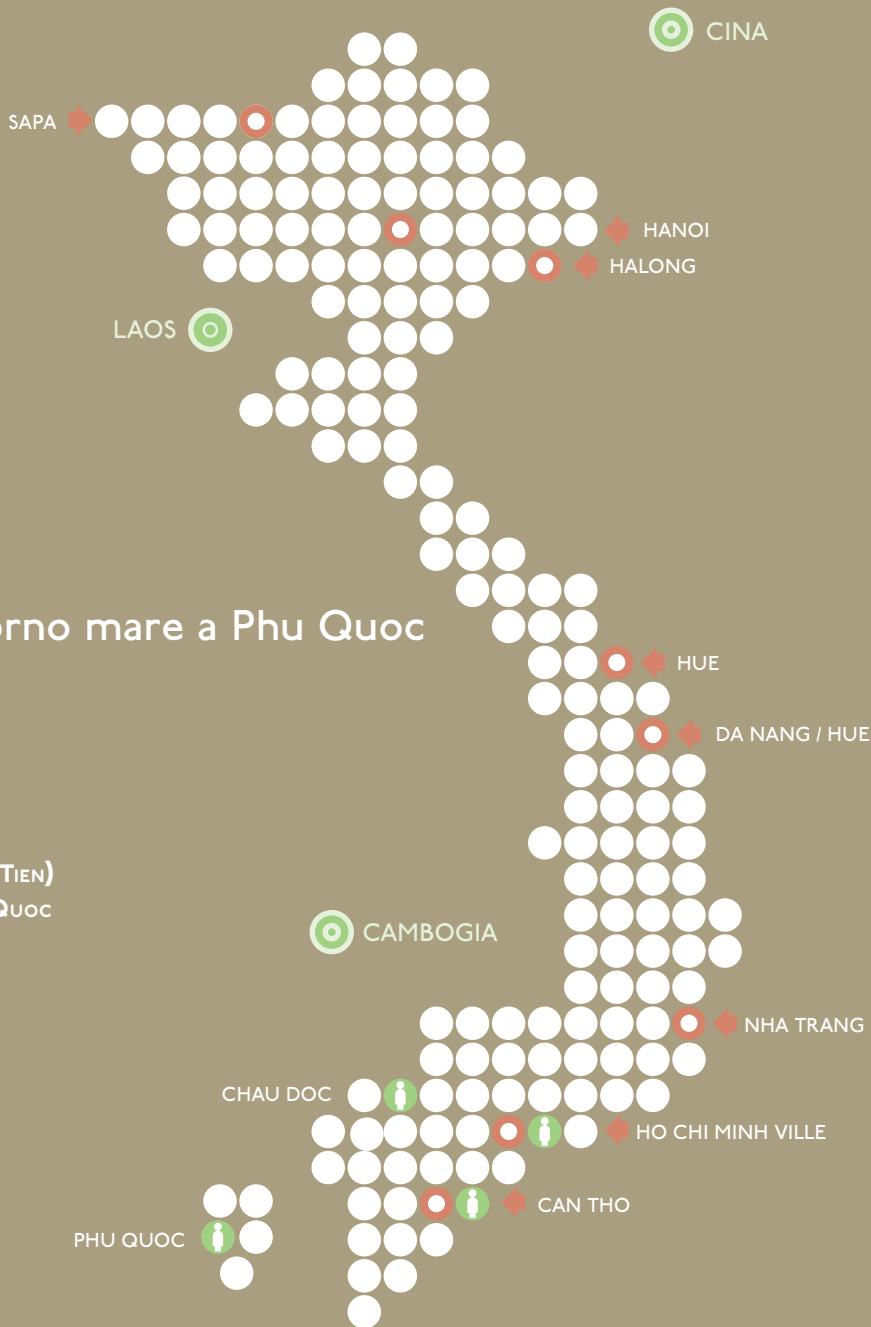 CINA
SAPA
HANOI
HALONG
LAOS
mare a Phu Quoc
HUE
DA NANG / HUE
TIEN)
QUOC
CAMBOGIA
NHA TRANG
CHAU DOC
HO CHI MINH VILLE
CAN THO
PHU QUOC